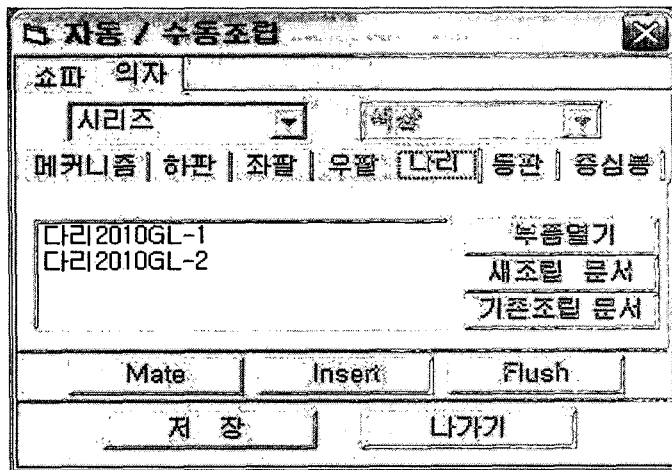 자동 / 수동조립
쇼파 의자
시리즈 색상
메커니즘 하판 좌팔 우팔 다리 등판 중심봉
다리2010GL-1
다리2010GL-2
부품열기
새조립 문서
기존조립 문서
Mate Insert Flush
저 장 나가기